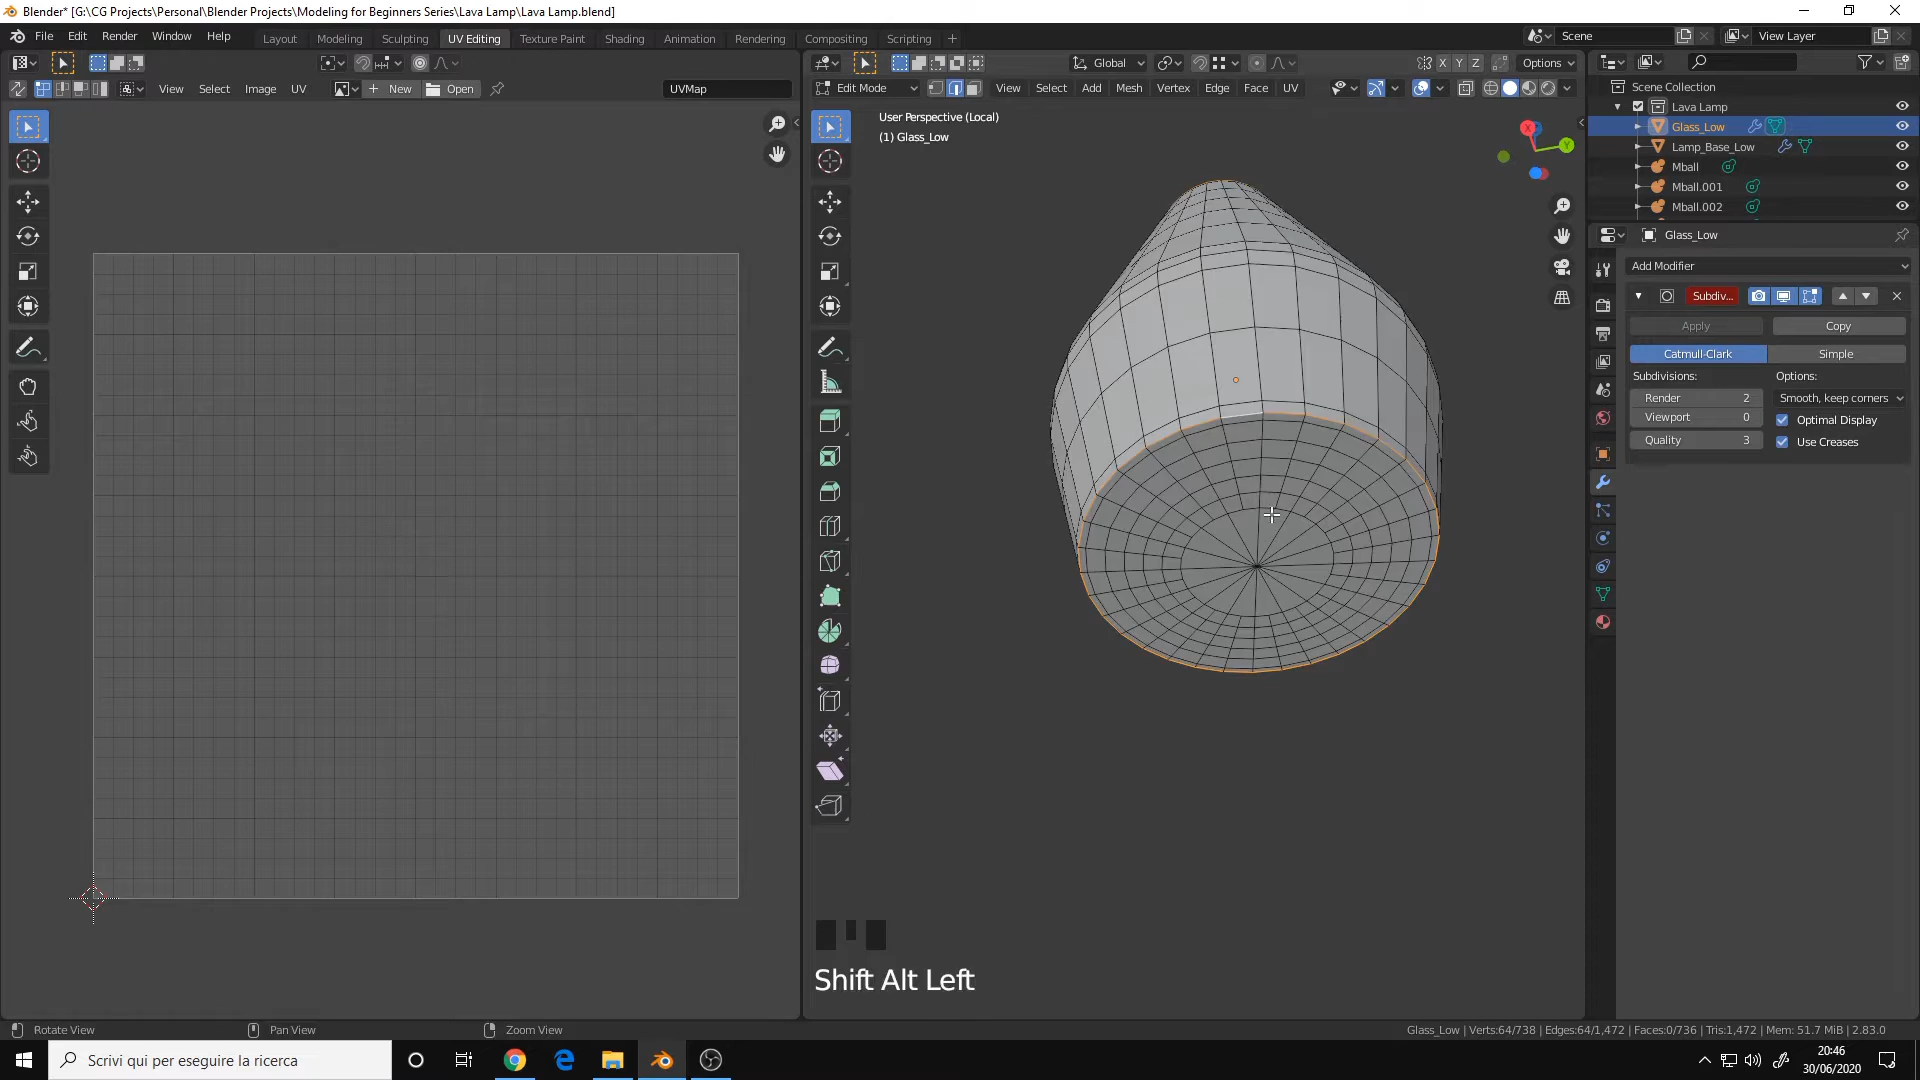 Blender* [G:\CG Projects\Personal\Blender Projects\Modeling for Beginners Series\Lava Lamp\Lava Lamp.blend]
File Edit Render Window Help Layout Modeling Sculpting UV Editing Texture Paint Shading Animation Rendering Compositing Scripting + Scene View Layer
Global X Y Z Options
View Select Image UV New Open UVMap Edit Mode View Select Add Mesh Vertex Edge Face UV
Scene Collection
Lava Lamp
Glass_Low
Lamp_Base_Low
Mball
Mball.001
Mball.002
User Perspective (Local)
(1) Glass_Low
X
Y
Glass_Low
Add Modifier
Subdiv...
Apply Copy
Catmull-Clark Simple
Subdivisions: Options:
Render 2 Smooth, keep corners
Viewport 0 Optimal Display
Quality 3 Use Creases
Shift Alt Left
Rotate View Pan View Zoom View Glass_Low | Verts:64/738 | Edges:64/1,472 | Faces:0/736 | Tris:1,472 | Mem: 51.7 MiB | 2.83.0
Scrivi qui per eseguire la ricerca
20:46
30/06/2020